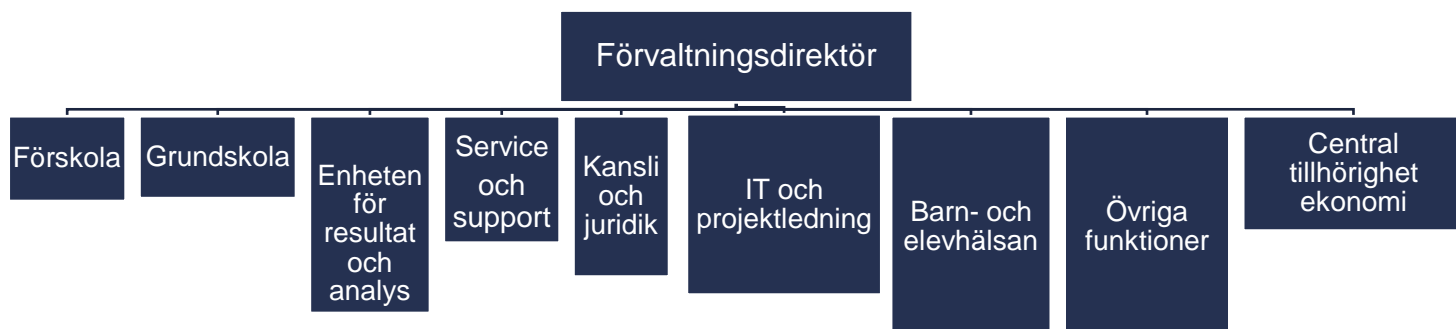 Förvaltningsdirektör
Förskola
Grundskola
Enheten
för
resultat
och
analys
Service
och
support
Kansli
och
juridik
IT och
projektledning
Barn- och
elevhälsan
Övriga
funktioner
Central
tillhörighet
ekonomi